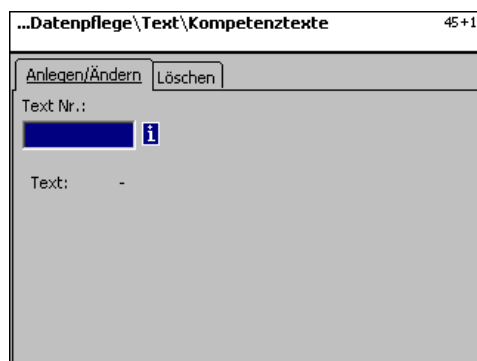 ...Datenpflege\Text\Kompetenztexte 45+1
Anlegen/Ändern Löschen
Text Nr.:
i
Text: -